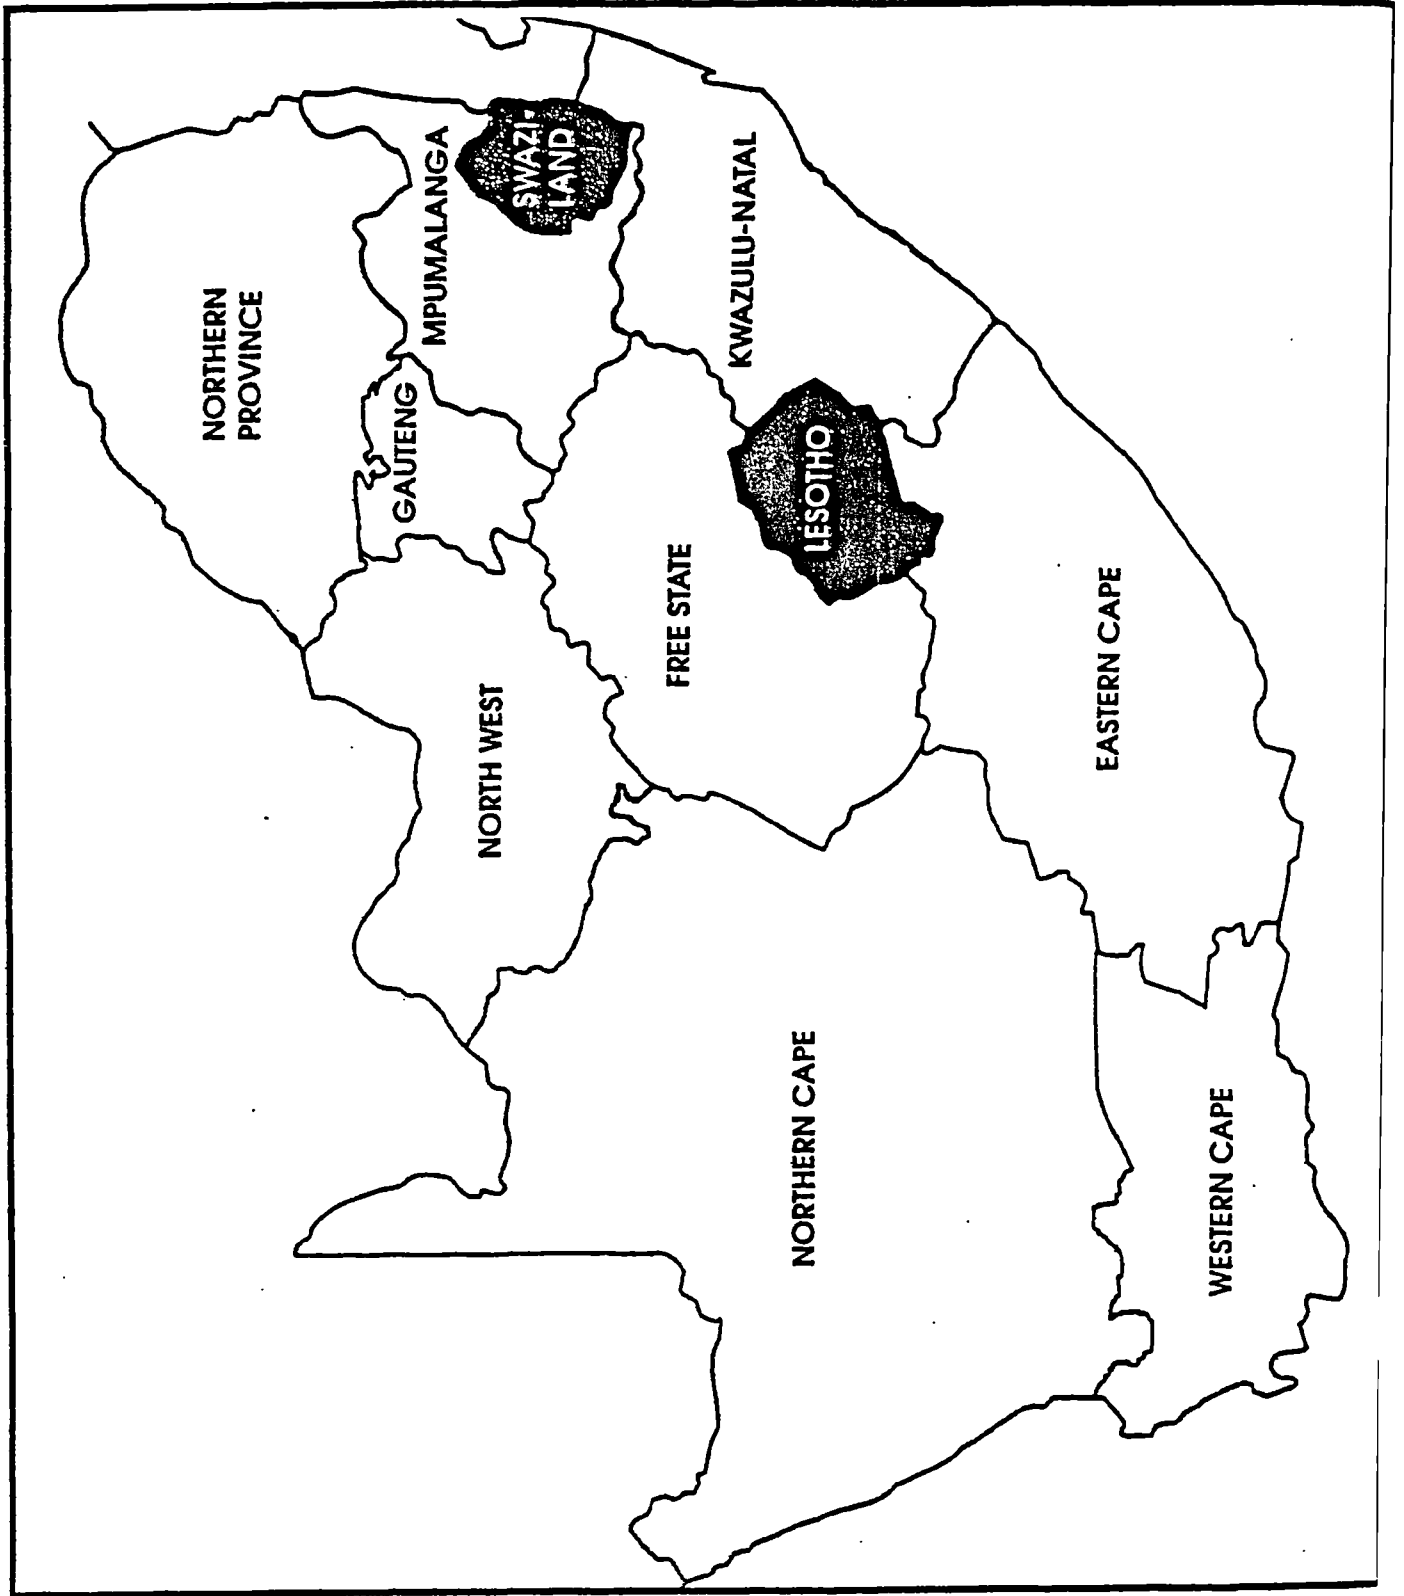 NORTHERN
PROVINCE
MPUMALANGA
SWAZI-
LAND
GAUTENG
NORTH WEST
KWAZULU-NATAL
FREE STATE
LESOTHO
NORTHERN CAPE
EASTERN CAPE
WESTERN CAPE